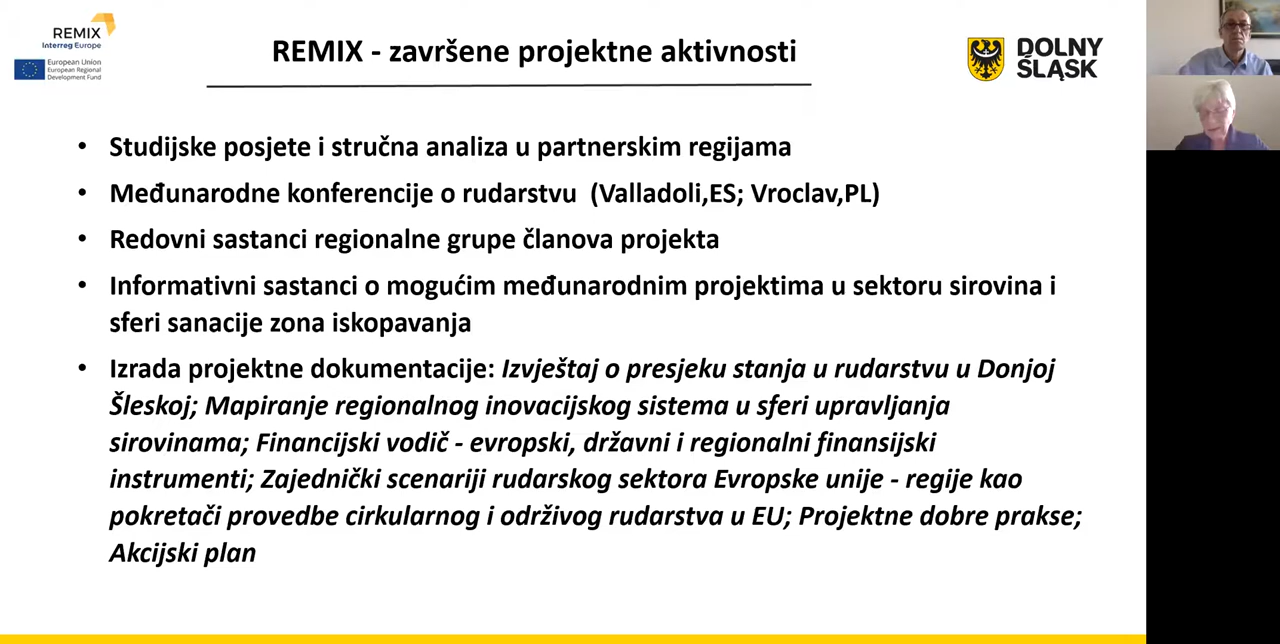 REMIX
Interreg Europe
European Union
European Regional
Development Fund
REMIX - završene projektne aktivnosti
DOLNY
ŚLĄSK
• Studijske posjete i stručna analiza u partnerskim regijama
• Međunarodne konferencije o rudarstvu (Valladoli,ES; Vroclav,PL)
• Redovni sastanci regionalne grupe članova projekta
• Informativni sastanci o mogućim međunarodnim projektima u sektoru sirovina i
sferi sanacije zona iskopavanja
• Izrada projektne dokumentacije: Izvještaj o presjeku stanja u rudarstvu u Donjoj
Šleskoj; Mapiranje regionalnog inovacijskog sistema u sferi upravljanja
sirovinama; Financijski vodič - evropski, državni i regionalni finansijski
instrumenti; Zajednički scenariji rudarskog sektora Evropske unije - regije kao
pokretači provedbe cirkularnog i održivog rudarstva u EU; Projektne dobre prakse;
Akcijski plan